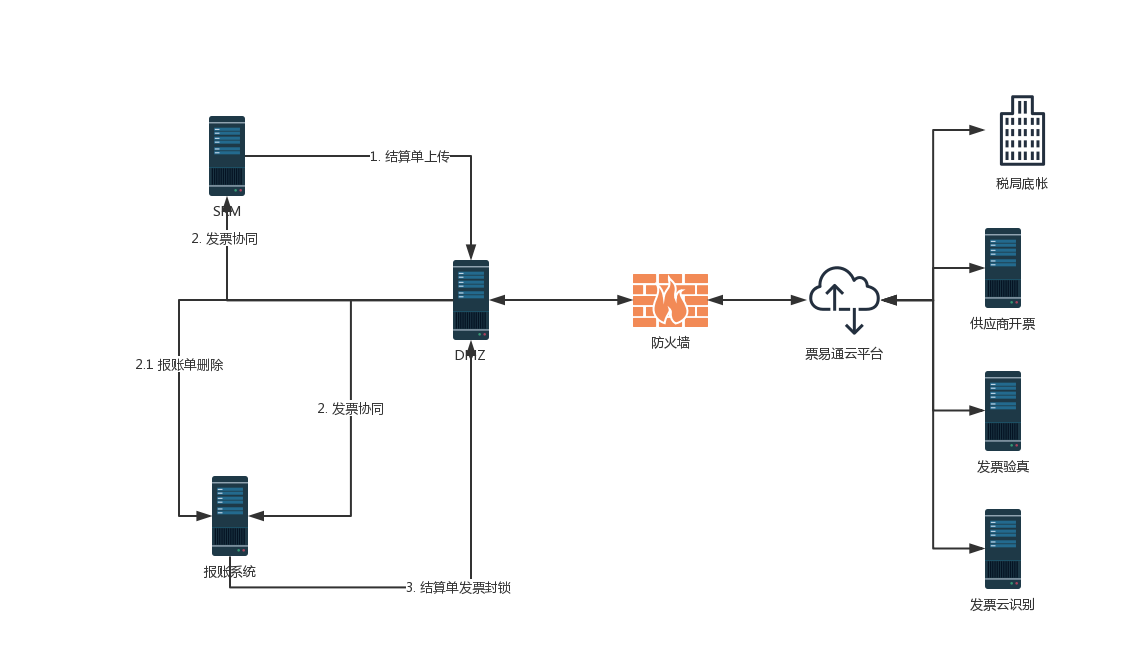 税局底帐
1. 结算单上传
SRM
2. 发票协同
供应商开票
防火墙
票易通云平台
DMZ
2.1 报账单删除
2. 发票协同
发票验真
报账系统
3. 结算单发票封锁
发票云识别